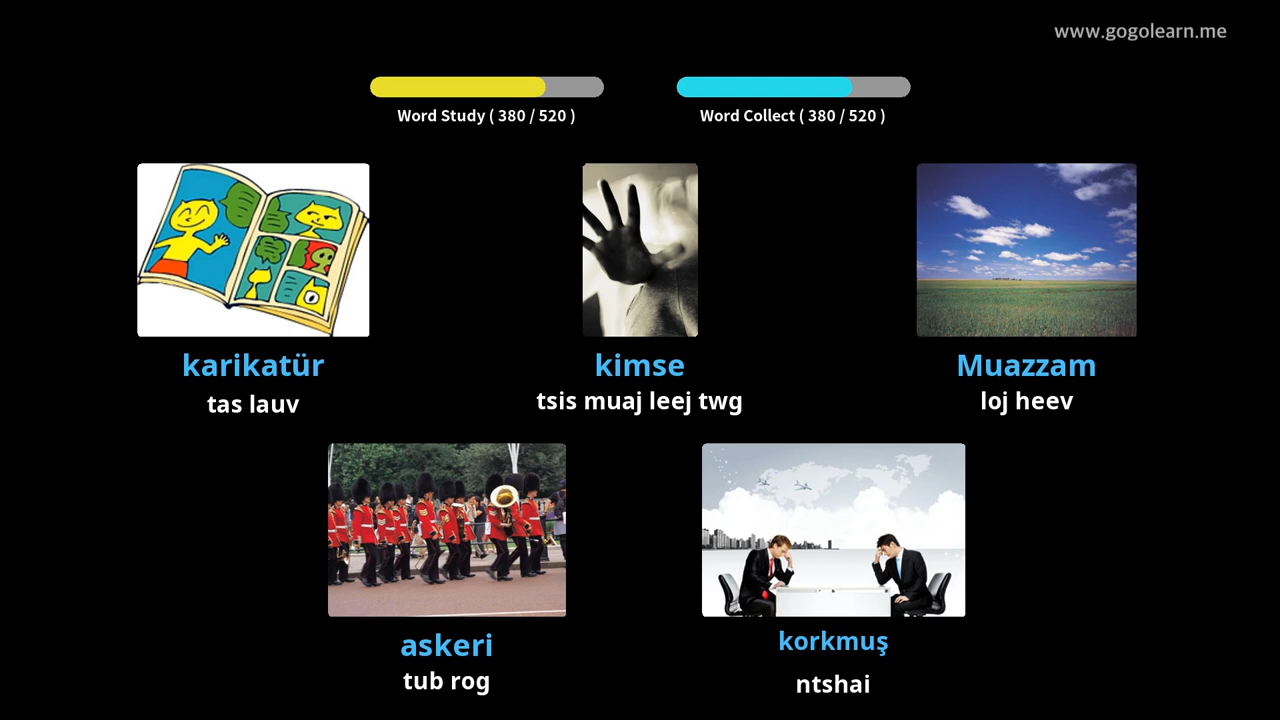 www.gogolearn.me
Word Study ( 380 / 520 )
Word Collect ( 380 / 520 )
karikatür
tas lauv
kimse
tsis muaj leej twg
Muazzam
loj heev
askeri
tub rog
korkmuş
ntshai